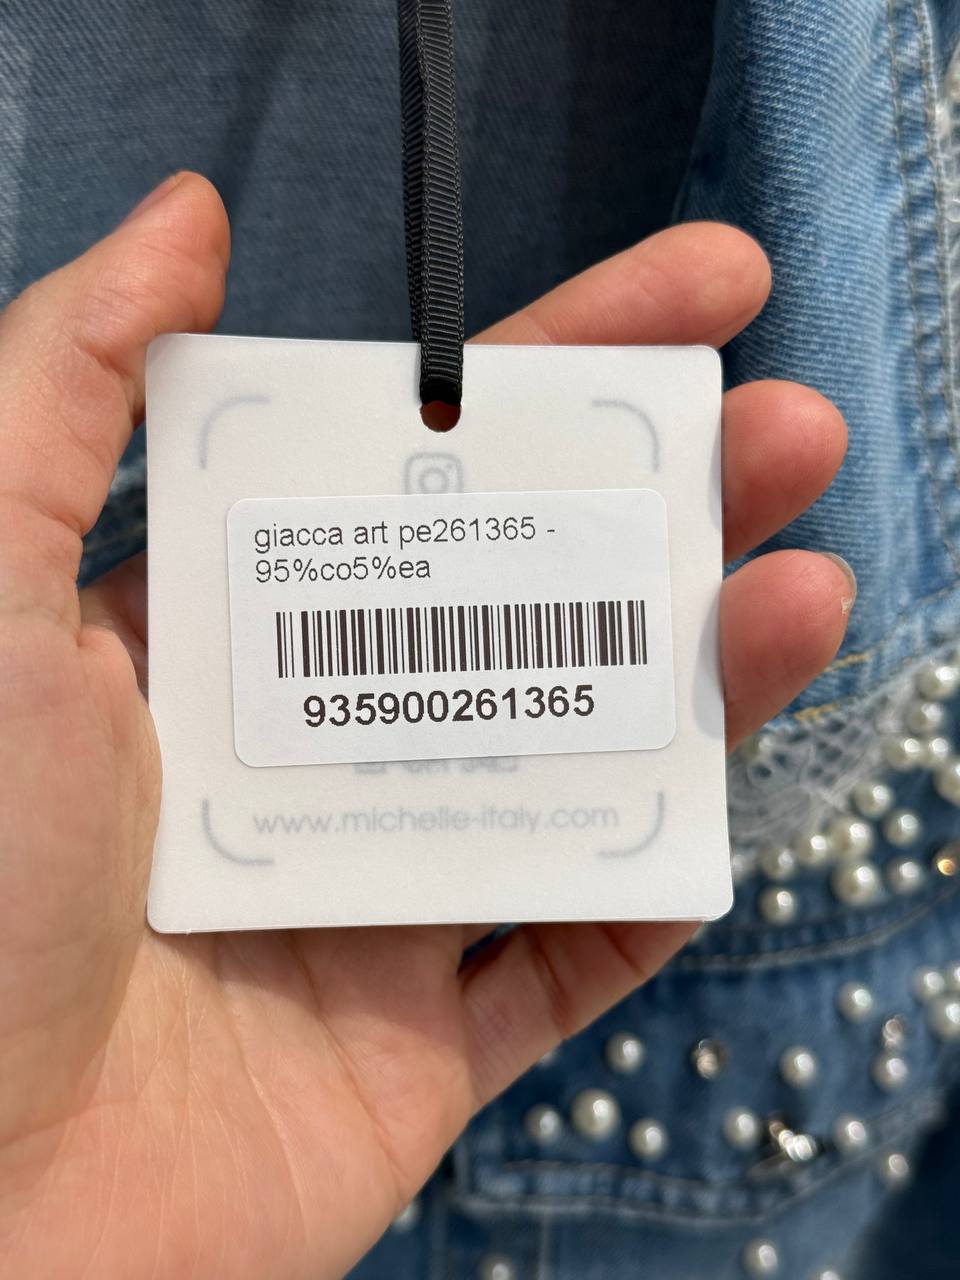 giacca art pe261365 -
95%co5%ea
935900261365
www.michelle-italy.com